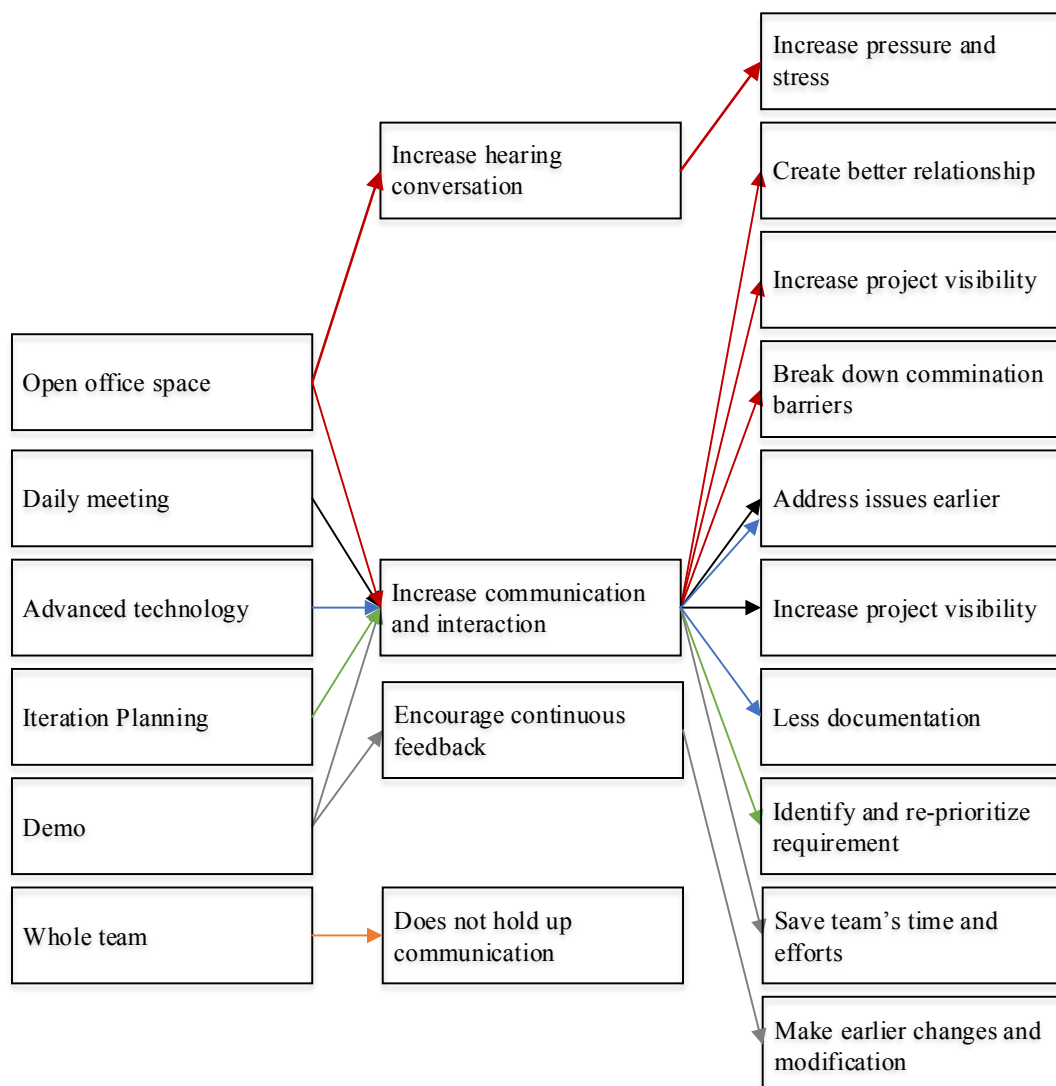 Increase pressure and
stress
Increase hearing
conversation
Create better relationship
Increase project visibility
Open office space
Break down commination
barriers
Daily meeting
Address issues earlier
Advanced technology
Increase communication
and interaction
Increase project visibility
Iteration Planning
Encourage continuous
feedback
Less documentation
Demo
Identify and re-prioritize
requirement
Whole team
Does not hold up
communication
Save team’s time and
efforts
Make earlier changes and
modification